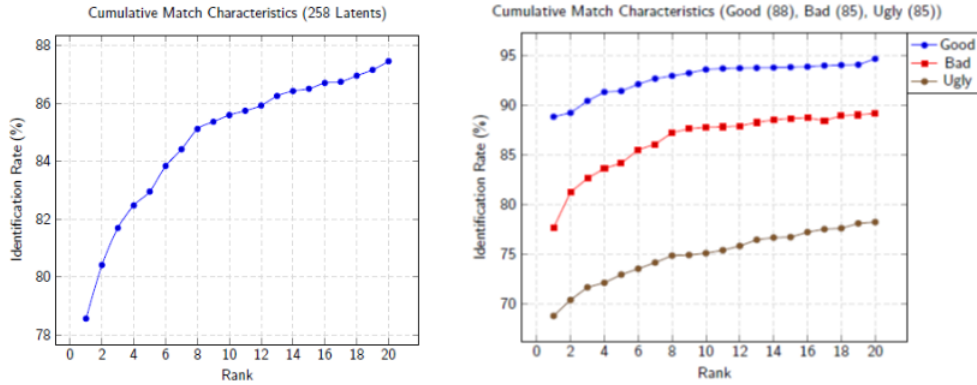 Cumulative Match Characteristics (258 Latents)
88
86
84
82
80
78
0 2 4 6 8 10 12 14 16 18 20
Rank
Identification Rate (%)
Cumulative Match Characteristics (Good (88), Bad (85), Ugly (85))
95
90
85
80
75
70
0 2 4 6 8 10 12 14 16 18 20
Rank
Identification Rate (%)
Good
Bad
Ugly